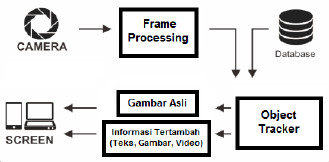 CAMERA
Frame
Processing
Database
Gambar Asli
Informasi Tertambah
(Teks, Gambar, Video)
Object
Tracker
SCREEN